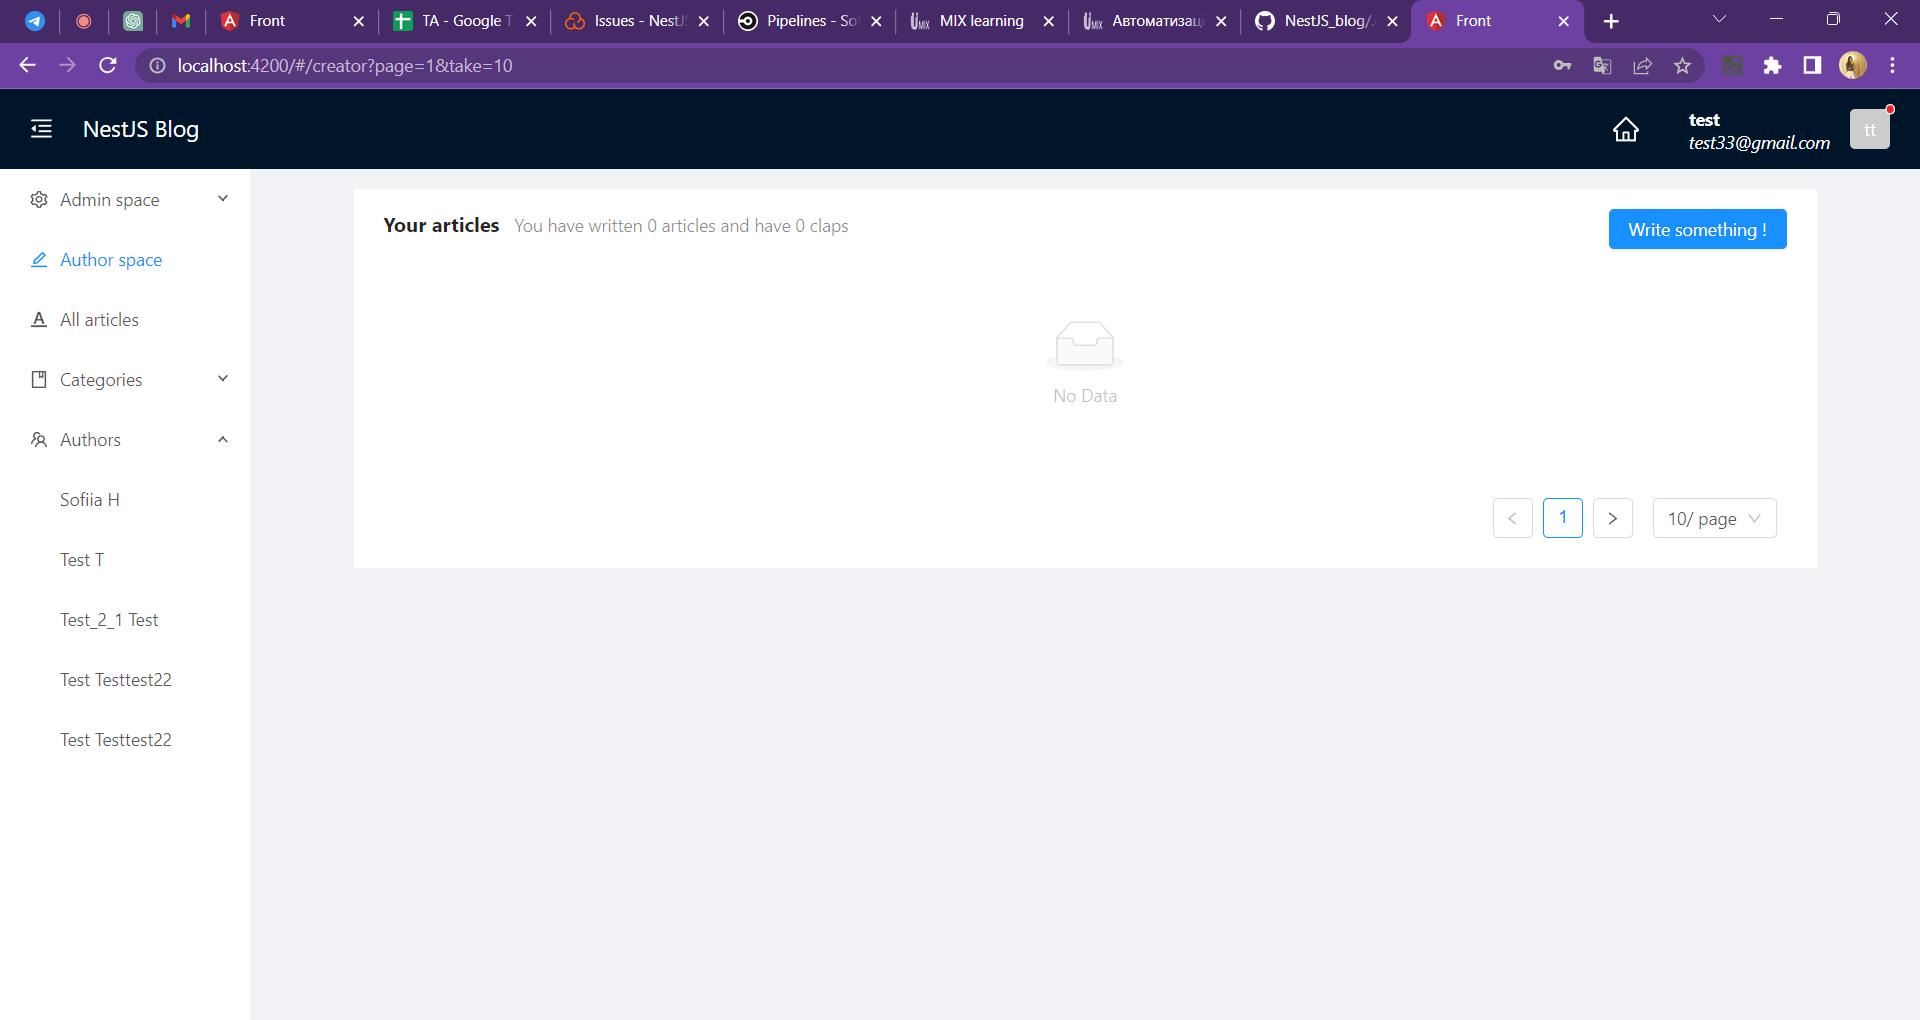 Front
TA - Google T
Issues - NestJS
Pipelines - So
MIX learning
Автоматизац
NestJS_blog/.
Front
localhost:4200/#/creator?page=1&take=10
NestJS Blog
test
test33@gmail.com
tt
Admin space
Author space
All articles
Categories
Authors
Sofiia H
Test T
Test_2_1 Test
Test Testtest22
Test Testtest22
Your articles You have written 0 articles and have 0 claps
Write something !
No Data
< 1 > 10/ page